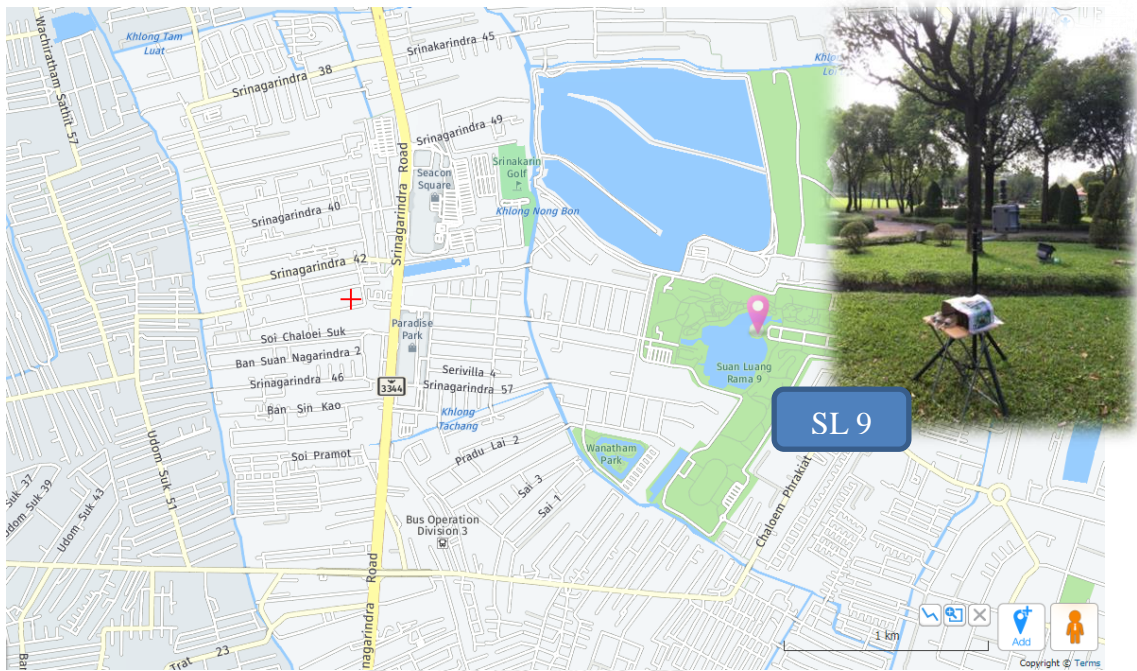 Khlong Tam
Luat
Srinakarindra 45
Khlong
Wachiratham Sathit 57
Srinagarindra 38
Srinagarindra 49
Srinagarindra Road
Seacon
Square
Srinakarin
Golf
Khlong Nong Bon
Srinagarindra 40
Srinagarindra 42
Soi Chaloei Suk
Paradise
Park
Ban Suan Nagarindra 2
Serivilla 4
Srinagarindra 46
Srinagarindra 57
3344
Ban Sin Kao
Khlong
Tachang
Suan Luang
Rama 9
SL 9
Udom Suk 51
Soi Pramot
Pradu Lai 2
Wanatham
Park
Suk 37
Udom Suk 39
Udom Suk 43
Sai 3
Sai 1
Chaloem Phrakiat
Bus Operation
Division 3
Srinagarindra Road
Trat 23
Ban
1 km
Add
Copyright © Terms